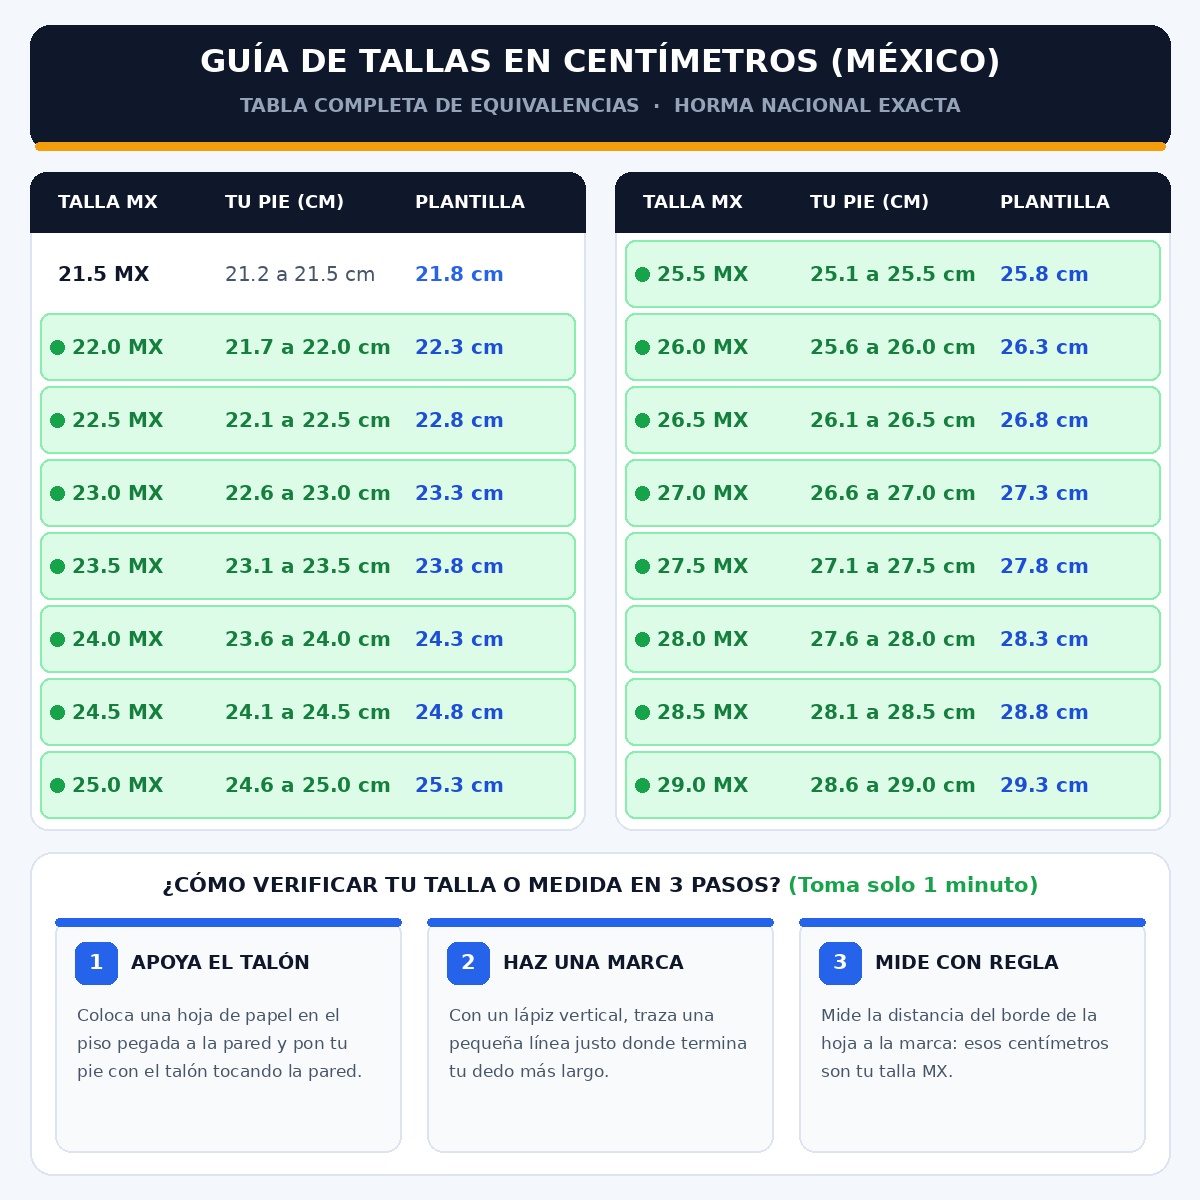 GUÍA DE TALLAS EN CENTÍMETROS (MÉXICO)
TABLA COMPLETA DE EQUIVALENCIAS · HORMA NACIONAL EXACTA
TALLA MX TU PIE (CM) PLANTILLA
21.5 MX 21.2 a 21.5 cm 21.8 cm
22.0 MX 21.7 a 22.0 cm 22.3 cm
22.5 MX 22.1 a 22.5 cm 22.8 cm
23.0 MX 22.6 a 23.0 cm 23.3 cm
23.5 MX 23.1 a 23.5 cm 23.8 cm
24.0 MX 23.6 a 24.0 cm 24.3 cm
24.5 MX 24.1 a 24.5 cm 24.8 cm
25.0 MX 24.6 a 25.0 cm 25.3 cm
TALLA MX TU PIE (CM) PLANTILLA
25.5 MX 25.1 a 25.5 cm 25.8 cm
26.0 MX 25.6 a 26.0 cm 26.3 cm
26.5 MX 26.1 a 26.5 cm 26.8 cm
27.0 MX 26.6 a 27.0 cm 27.3 cm
27.5 MX 27.1 a 27.5 cm 27.8 cm
28.0 MX 27.6 a 28.0 cm 28.3 cm
28.5 MX 28.1 a 28.5 cm 28.8 cm
29.0 MX 28.6 a 29.0 cm 29.3 cm
¿CÓMO VERIFICAR TU TALLA O MEDIDA EN 3 PASOS? (Toma solo 1 minuto)
1 APOYA EL TALÓN
Coloca una hoja de papel en el
piso pegada a la pared y pon tu
pie con el talón tocando la pared.
2 HAZ UNA MARCA
Con un lápiz vertical, traza una
pequeña línea justo donde termina
tu dedo más largo.
3 MIDE CON REGLA
Mide la distancia del borde de la
hoja a la marca: esos centímetros
son tu talla MX.